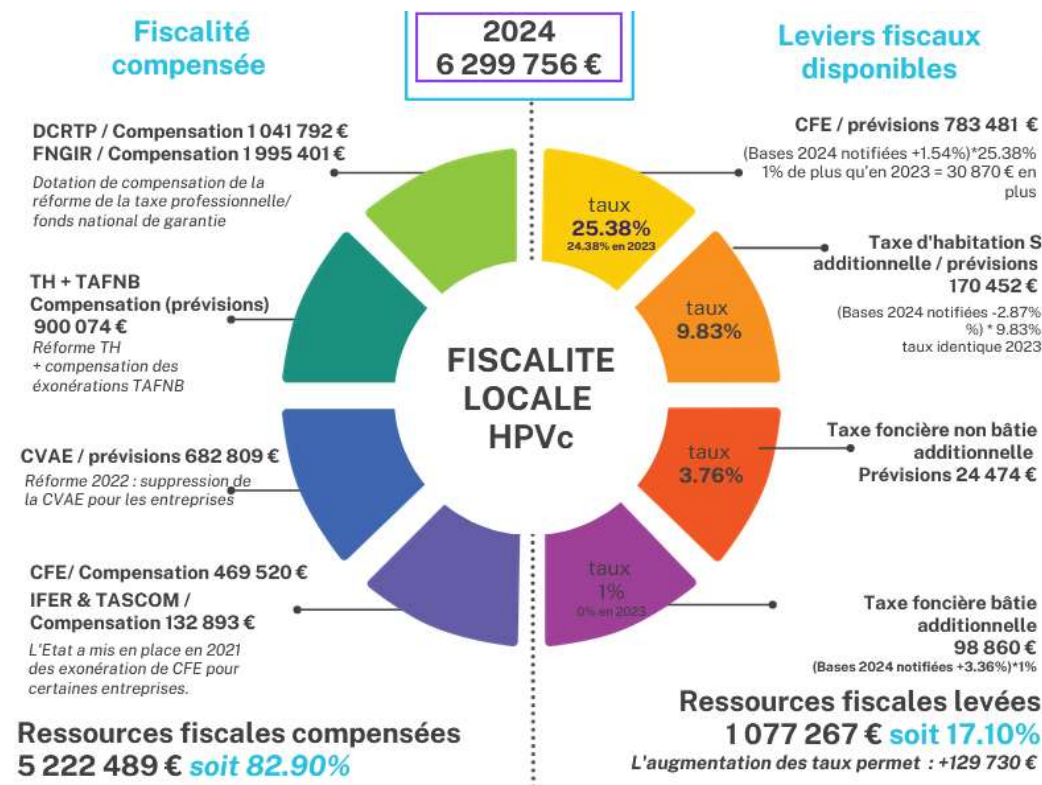 Fiscalité
compensée
2024
6 299 756 €
Leviers fiscaux
disponibles
DCRTP / Compensation 1 041 792 €
FNGIR / Compensation 1 995 401 €
Dotation de compensation de la
réforme de la taxe professionnelle/
fonds national de garantie
TH + TAFNB
Compensation (prévisions)
900 074 €
Réforme TH
+ compensation des
éxonérations TAFNB
CVAE / prévisions 682 809 €
Réforme 2022 : suppression de
la CVAE pour les entreprises
CFE/ Compensation 469 520 €
IFER & TASCOM /
Compensation 132 893 €
L'Etat a mis en place en 2021
des exonération de CFE pour
certaines entreprises.
Ressources fiscales compensées
5 222 489 € soit 82.90%
FISCALITE
LOCALE
HPVc
taux
25.38%
24.38% en 2023
taux
9.83%
taux
3.76%
taux
1%
0% en 2023
CFE / prévisions 783 481 €
(Bases 2024 notifiées +1.54%)*25.38%
1% de plus qu'en 2023 = 30 870 € en
plus
Taxe d'habitation S
additionnelle / prévisions
170 452 €
(Bases 2024 notifiées -2.87%
%) * 9.83%
taux identique 2023
Taxe foncière non bâtie
additionnelle
Prévisions 24 474 €
Taxe foncière bâtie
additionnelle
98 860 €
(Bases 2024 notifiées +3.36%)*1%
Ressources fiscales levées
1 077 267 € soit 17.10%
L'augmentation des taux permet : +129 730 €